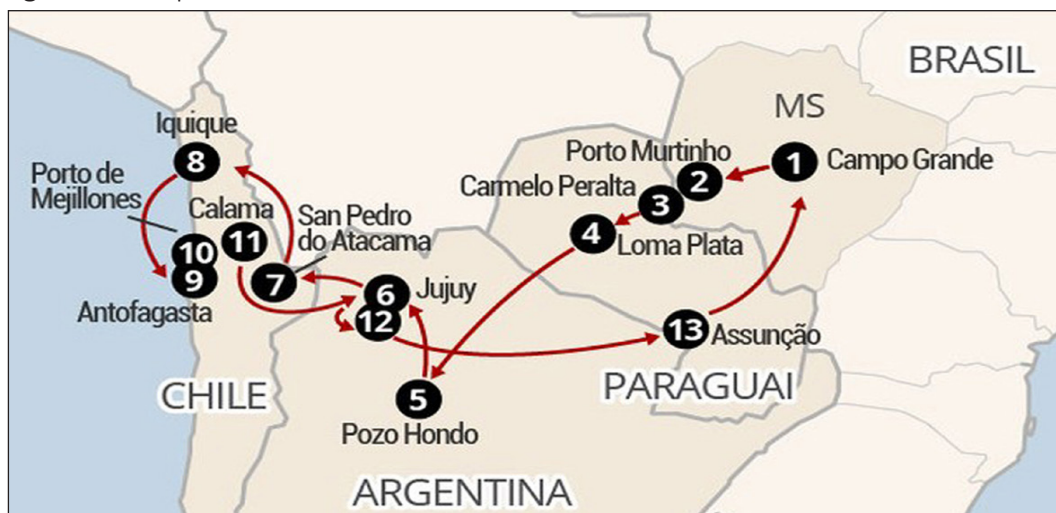 BRASIL
MS
Iquique
8
Porto Murtinho
2
1
Campo Grande
Porto de
Mejillones
Calama
San Pedro
do Atacama
Carmelo Peralta
3
4
Loma Plata
10
11
9
7
Antofagasta
6
Jujuy
12
13
Assunção
CHILE
5
PARAGUAI
Pozo Hondo
ARGENTINA